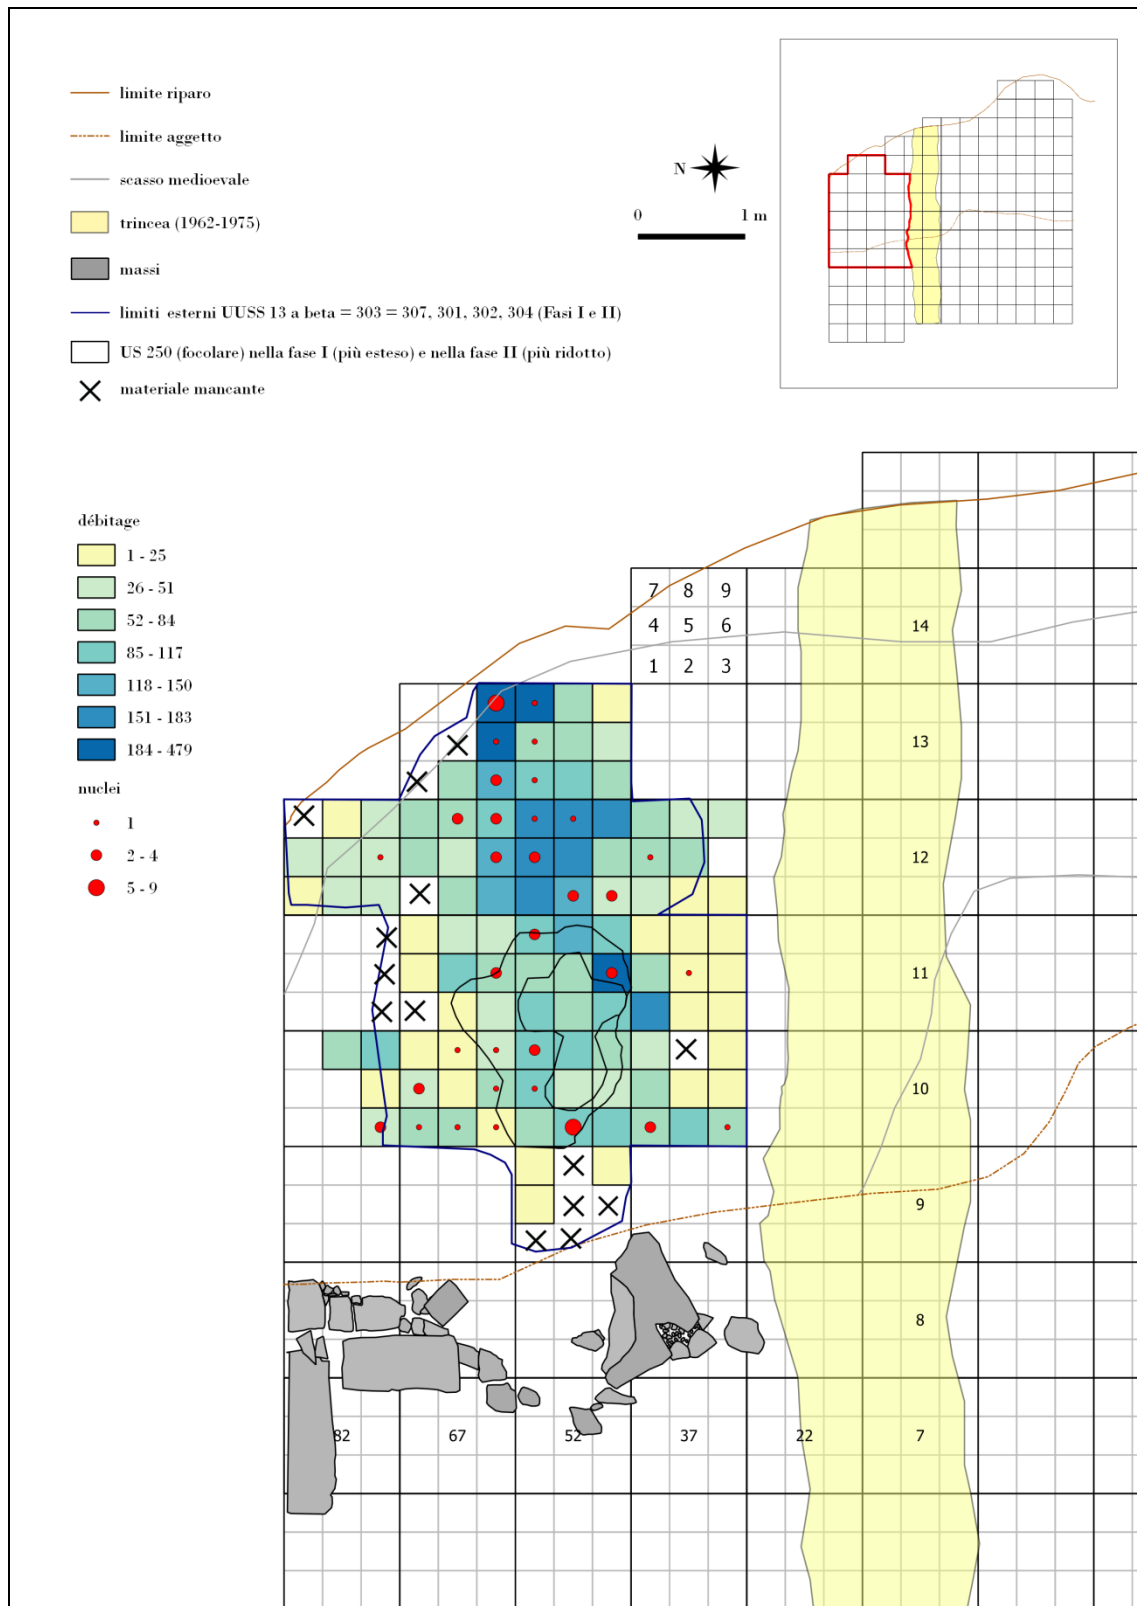 limite riparo
limite aggetto
scasso medioevale
trincea (1962-1975)
massi
limiti esterni UUSS 13 a beta = 303 = 307, 301, 302, 304 (Fasi I e II)
US 250 (focolare) nella fase I (più esteso) e nella fase II (più ridotto)
materiale mancante
N
0 1 m
débitage
1 - 25
26 - 51
52 - 84
85 - 117
118 - 150
151 - 183
184 - 479
nuclei
1
2 - 4
5 - 9
7 8 9
4 5 6
1 2 3
14
13
12
11
10
9
8
82 67 52 37 22 7